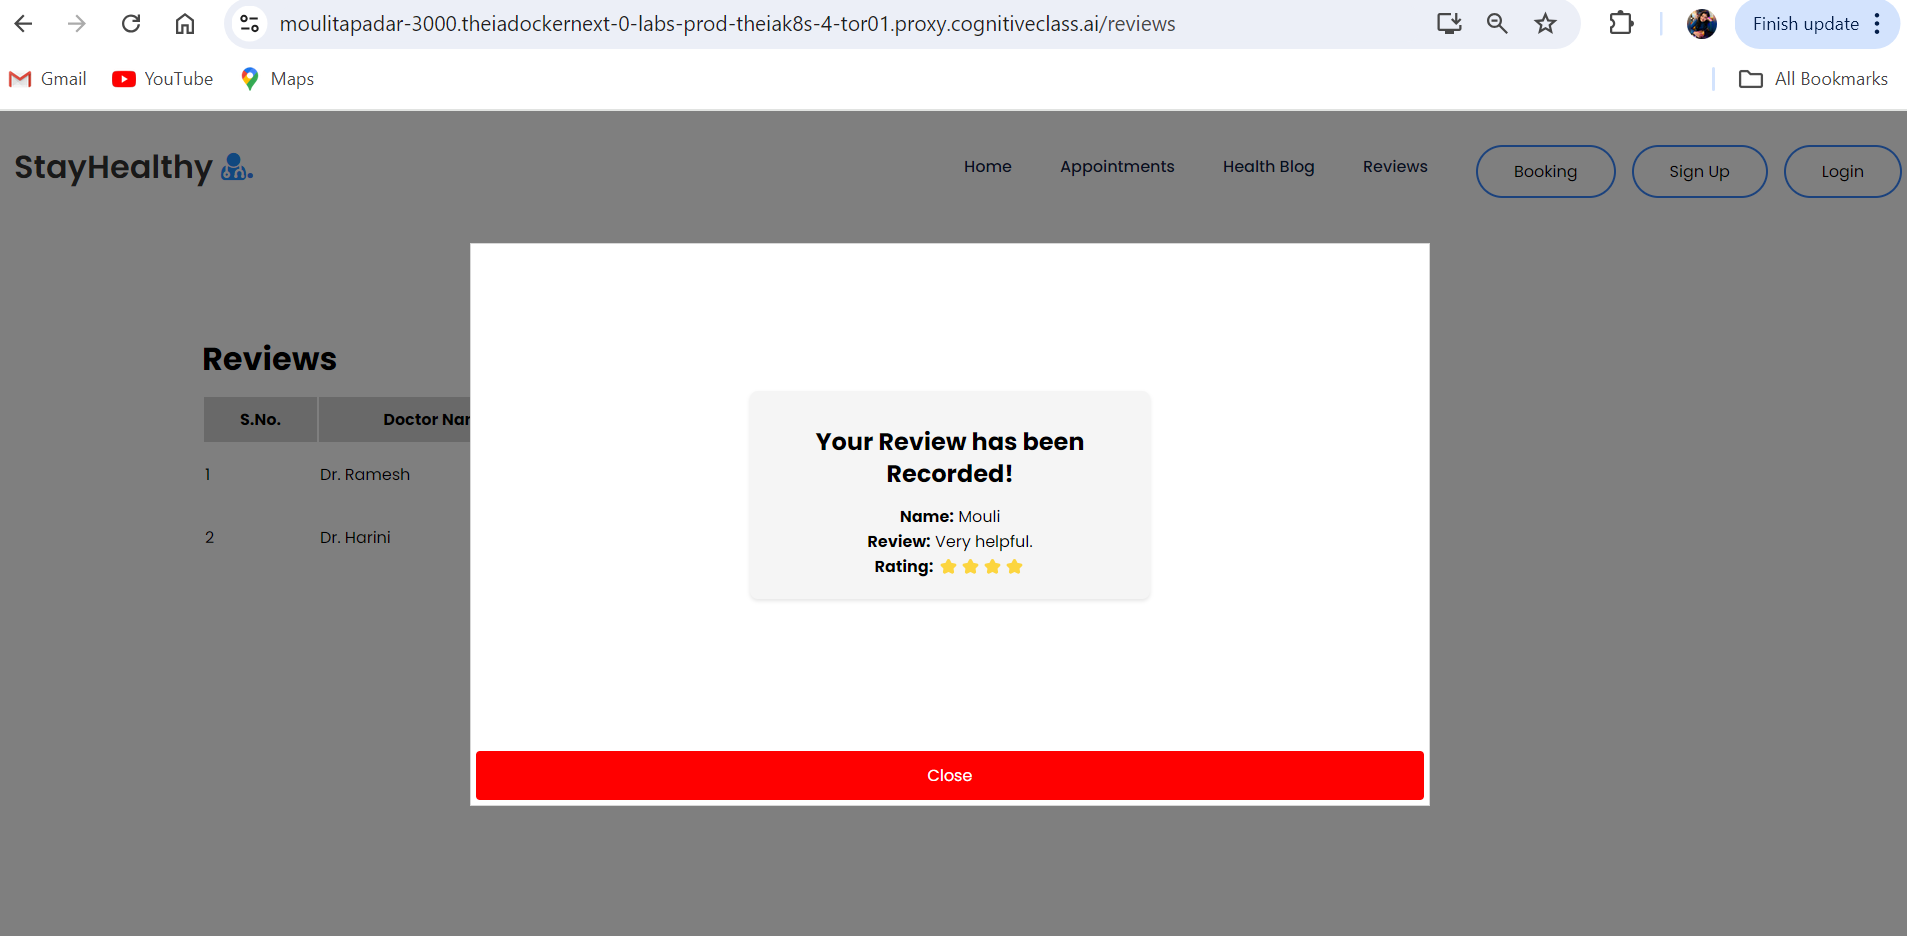 moulitapadar-3000.theiadockernext-0-labs-prod-theiak8s-4-tor01.proxy.cognitiveclass.ai/reviews
Finish update
Gmail YouTube Maps All Bookmarks
StayHealthy Home Appointments Health Blog Reviews Booking Sign Up Login
Reviews
S.No. Doctor Nar
1 Dr. Ramesh
2 Dr. Harini
Your Review has been
Recorded!
Name: Mouli
Review: Very helpful.
Rating:
Close